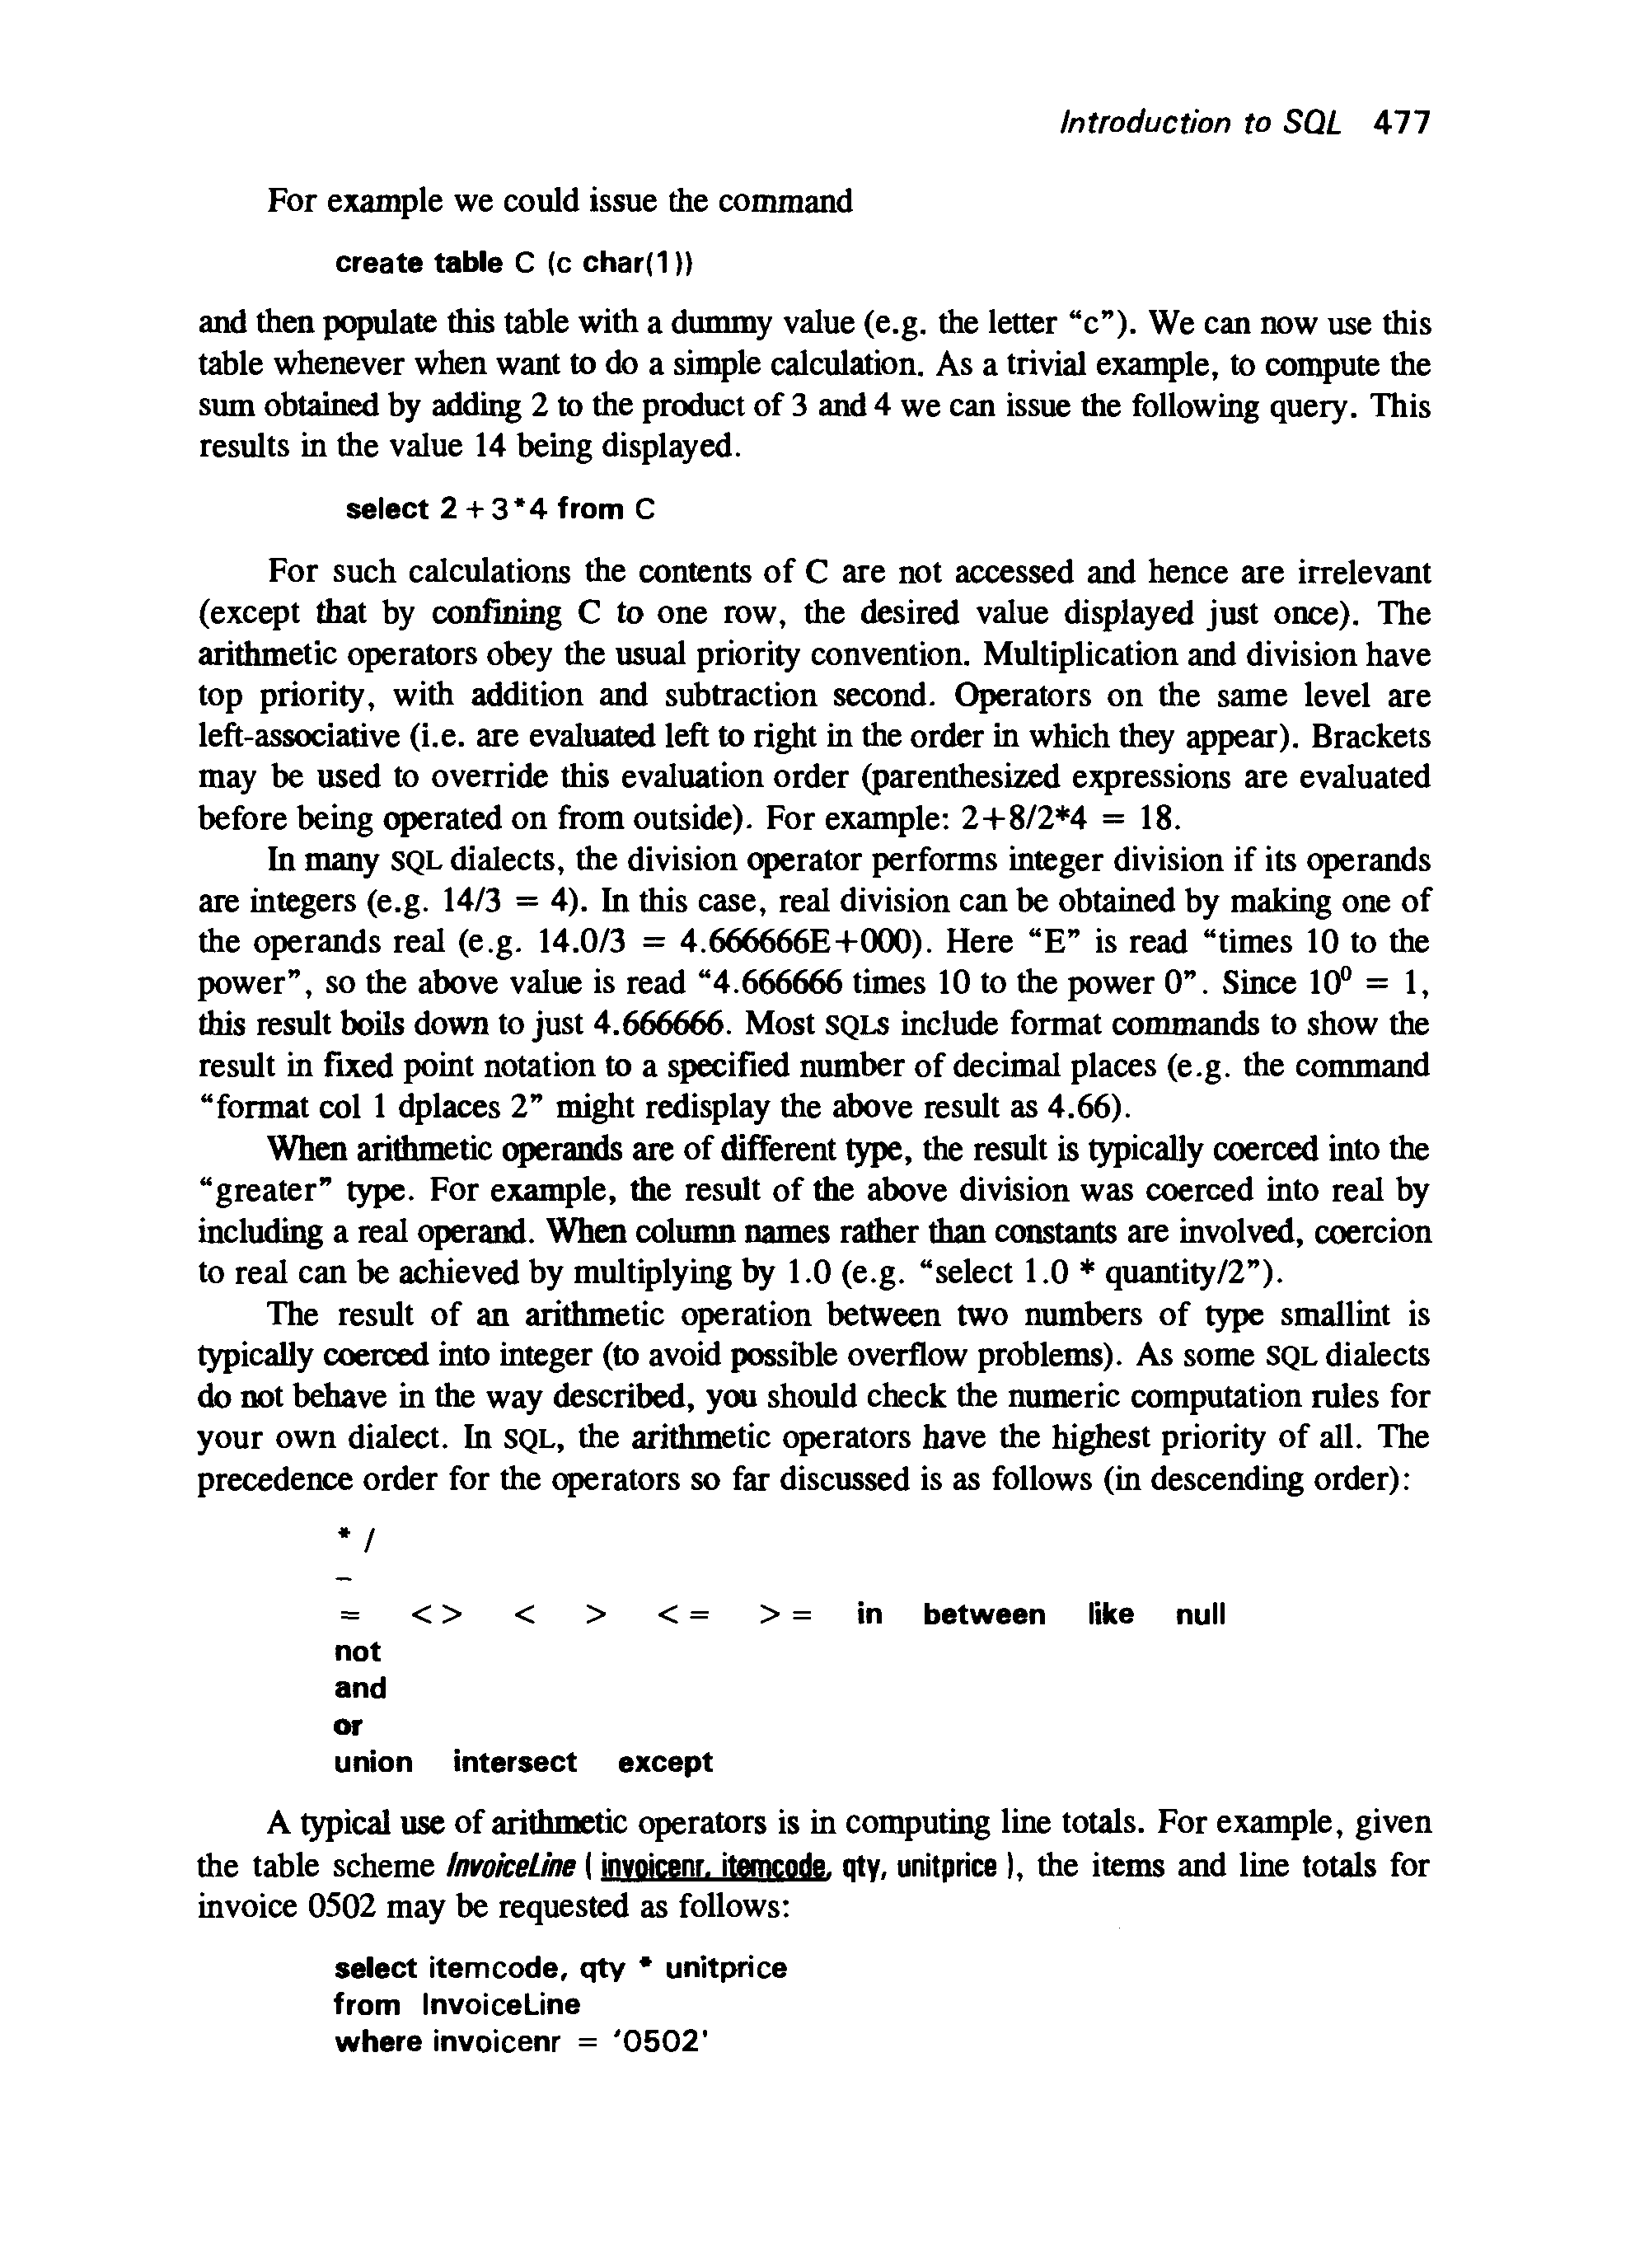 Introduction to SQL 477
For example we could issue the command
create table C (c char(1))
and then populate this table with a dummy value (e.g. the letter “c”). We can now use this
table whenever when want to do a simple calculation. As a trivial example, to compute the
sum obtained by adding 2 to the product of 3 and 4 we can issue the following query. This
results in the value 14 being displayed.
select 2 + 3*4 from C
For such calculations the contents of C are not accessed and hence are irrelevant
(except that by confining C to one row, the desired value displayed just once). The
arithmetic operators obey the usual priority convention. Multiplication and division have
top priority, with addition and subtraction second. Operators on the same level are
left-associative (i.e. are evaluated left to right in the order in which they appear). Brackets
may be used to override this evaluation order (parenthesized expressions are evaluated
before being operated on from outside). For example: 2+8/2*4 = 18.
In many SQL dialects, the division operator performs integer division if its operands
are integers (e.g. 14/3 = 4). In this case, real division can be obtained by making one of
the operands real (e.g. 14.0/3 = 4.666666E+000). Here “E” is read “times 10 to the
power”, so the above value is read “4.666666 times 10 to the power 0”. Since 10⁰ = 1,
this result boils down to just 4.666666. Most SQLs include format commands to show the
result in fixed point notation to a specified number of decimal places (e.g. the command
“format col 1 dplaces 2” might redisplay the above result as 4.66).
When arithmetic operands are of different type, the result is typically coerced into the
“greater” type. For example, the result of the above division was coerced into real by
including a real operand. When column names rather than constants are involved, coercion
to real can be achieved by multiplying by 1.0 (e.g. “select 1.0 * quantity/2”).
The result of an arithmetic operation between two numbers of type smallint is
typically coerced into integer (to avoid possible overflow problems). As some SQL dialects
do not behave in the way described, you should check the numeric computation rules for
your own dialect. In SQL, the arithmetic operators have the highest priority of all. The
precedence order for the operators so far discussed is as follows (in descending order):
* /
–
= <> < > <= >= in between like null
not
and
or
union intersect except
A typical use of arithmetic operators is in computing line totals. For example, given
the table scheme InvoiceLine ( invoicenr, itemcode, qty, unitprice ), the items and line totals for
invoice 0502 may be requested as follows:
select itemcode, qty * unitprice
from InvoiceLine
where invoicenr = '0502'